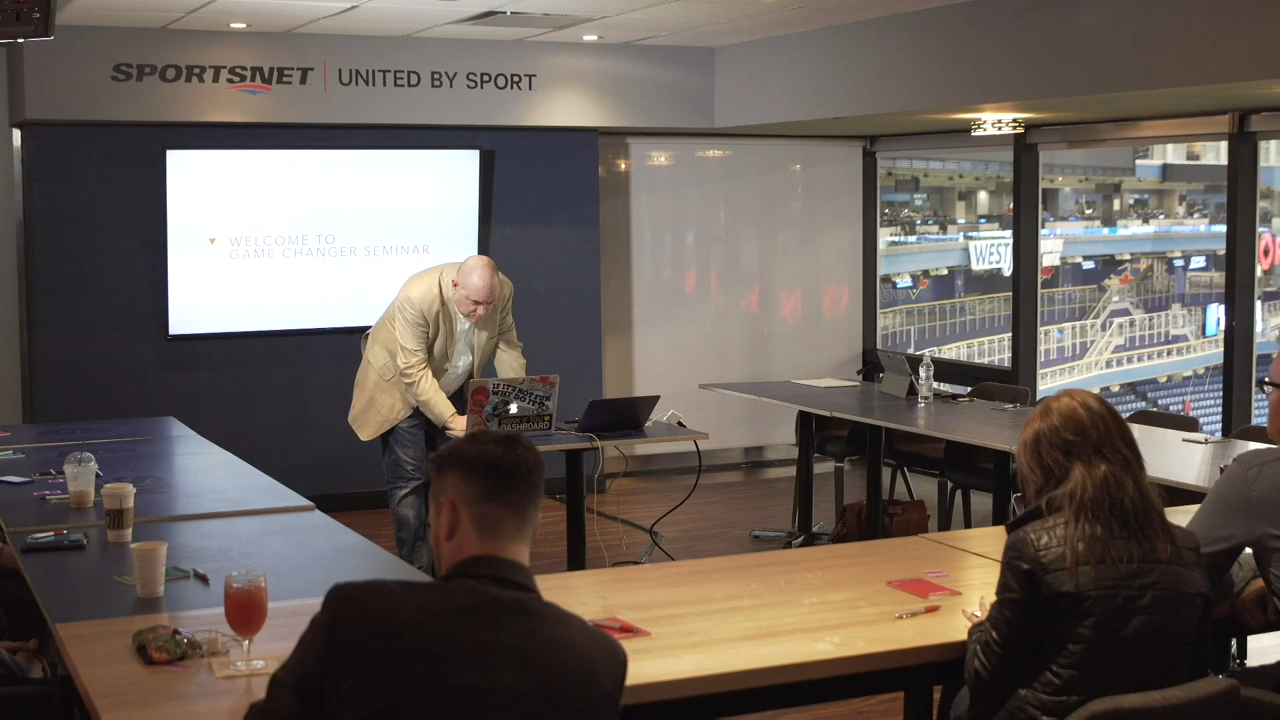 SPORTSNET | UNITED BY SPORT
WELCOME TO
GAME CHANGER SEMINAR
IF IT'S NOT FUN
WHY DO IT?
DASHBOARD
WEST